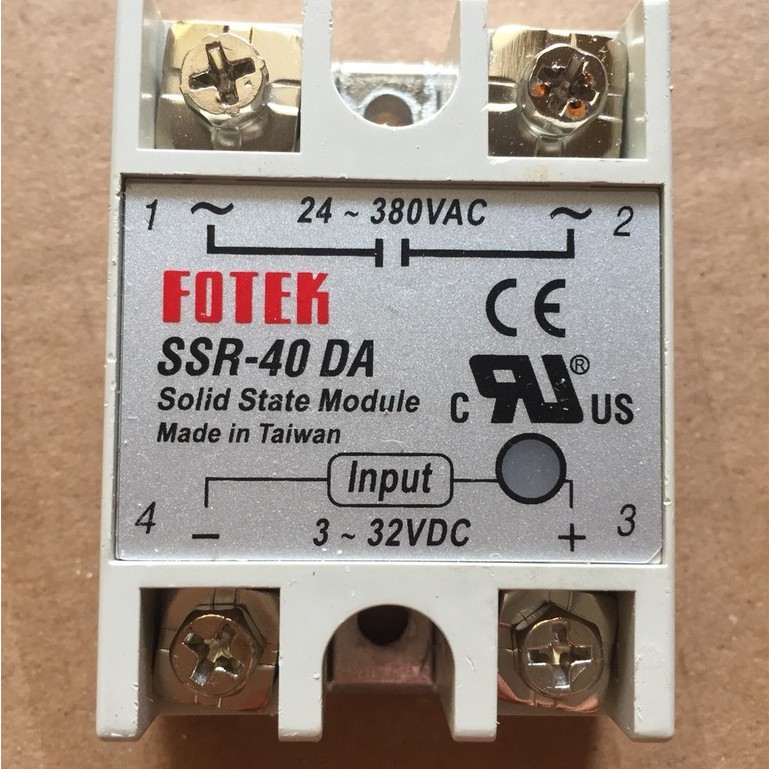 1 ~ 24 ~ 380VAC ~ 2
FOTEK
CE
SSR-40 DA
Solid State Module
C RU® US
Made in Taiwan
Input
4 3
− 3 ~ 32VDC +